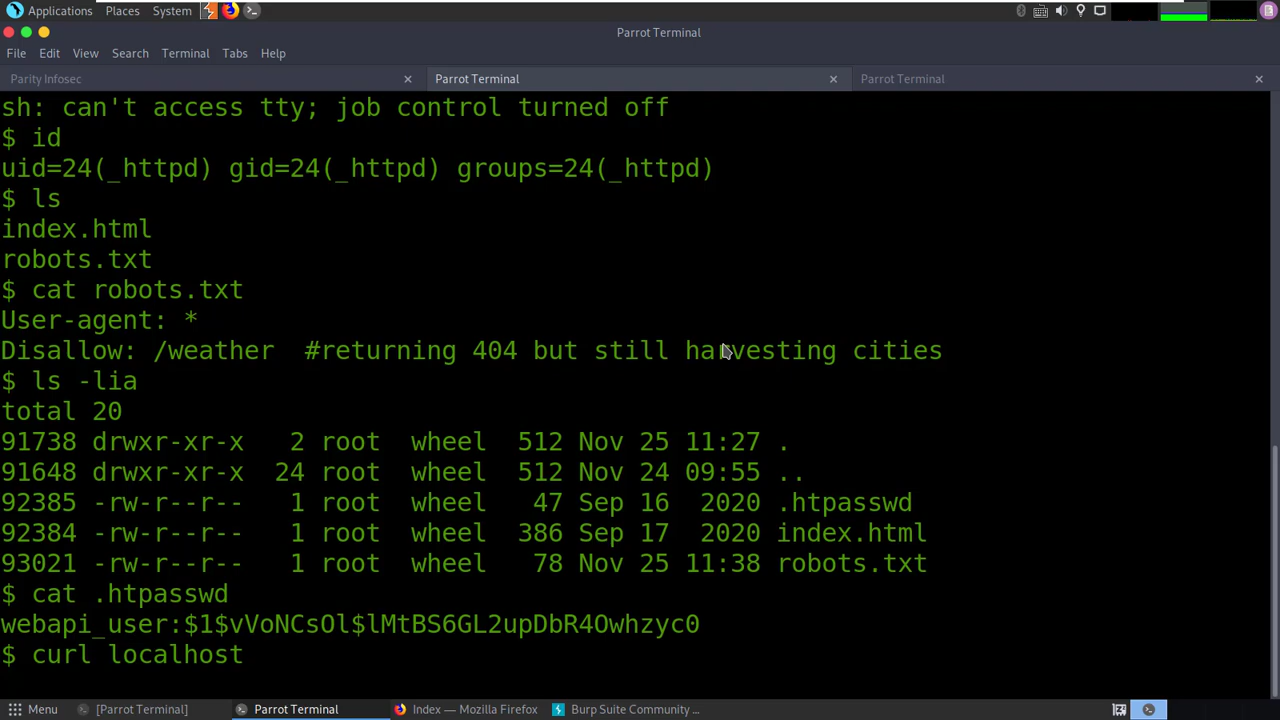 Applications Places System
Parrot Terminal
File Edit View Search Terminal Tabs Help
Parity Infosec × Parrot Terminal × Parrot Terminal ×
sh: can't access tty; job control turned off
$ id
uid=24(_httpd) gid=24(_httpd) groups=24(_httpd)
$ ls
index.html
robots.txt
$ cat robots.txt
User-agent: *
Disallow: /weather  #returning 404 but still harvesting cities
$ ls -lia
total 20
91738 drwxr-xr-x   2 root  wheel  512 Nov 25 11:27 .
91648 drwxr-xr-x  24 root  wheel  512 Nov 24 09:55 ..
92385 -rw-r--r--   1 root  wheel   47 Sep 16  2020 .htpasswd
92384 -rw-r--r--   1 root  wheel  386 Sep 17  2020 index.html
93021 -rw-r--r--   1 root  wheel   78 Nov 25 11:38 robots.txt
$ cat .htpasswd
webapi_user:$1$vVoNCsOl$lMtBS6GL2upDbR4Owhzyc0
$ curl localhost
Menu [Parrot Terminal] Parrot Terminal Index — Mozilla Firefox Burp Suite Community ...